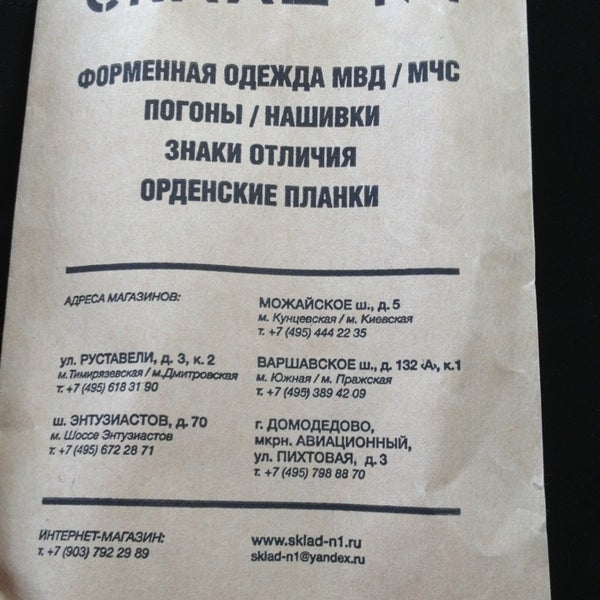 ФОРМЕННАЯ ОДЕЖДА МВД / МЧС
ПОГОНЫ / НАШИВКИ
ЗНАКИ ОТЛИЧИЯ
ОРДЕНСКИЕ ПЛАНКИ
АДРЕСА МАГАЗИНОВ:
МОЖАЙСКОЕ ш., д. 5
м. Кунцевская / м. Киевская
т. +7 (495) 444 22 35
ул. РУСТАВЕЛИ, д. 3, к. 2
м.Тимирязевская / м.Дмитровская
т. +7 (495) 618 31 90
ВАРШАВСКОЕ ш., д. 132 ‹А›, к.1
м. Южная / м. Пражская
т. +7 (495) 389 42 09
ш. ЭНТУЗИАСТОВ, д. 70
м. Шоссе Энтузиастов
т. +7 (495) 672 28 71
г. ДОМОДЕДОВО,
мкрн. АВИАЦИОННЫЙ,
ул. ПИХТОВАЯ, д. 3
т. +7 (495) 798 88 70
ИНТЕРНЕТ-МАГАЗИН:
т. +7 (903) 792 29 89
www.sklad-n1.ru
sklad-n1@yandex.ru